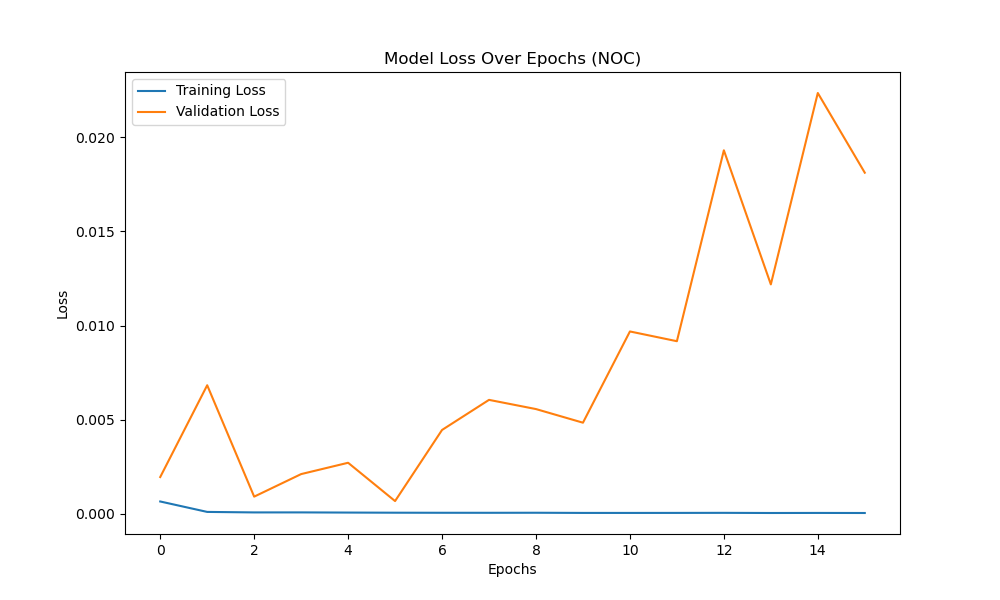 Model Loss Over Epochs (NOC)
Training Loss
Validation Loss
0.020
0.015
0.010
0.005
0.000
Loss
0 2 4 6 8 10 12 14
Epochs